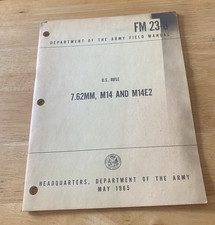 FM 23
DEPARTMENT OF THE ARMY FIELD MANUAL
U.S. RIFLE
7.62MM, M14 AND M14E2
HEADQUARTERS, DEPARTMENT OF THE ARMY
MAY 1965